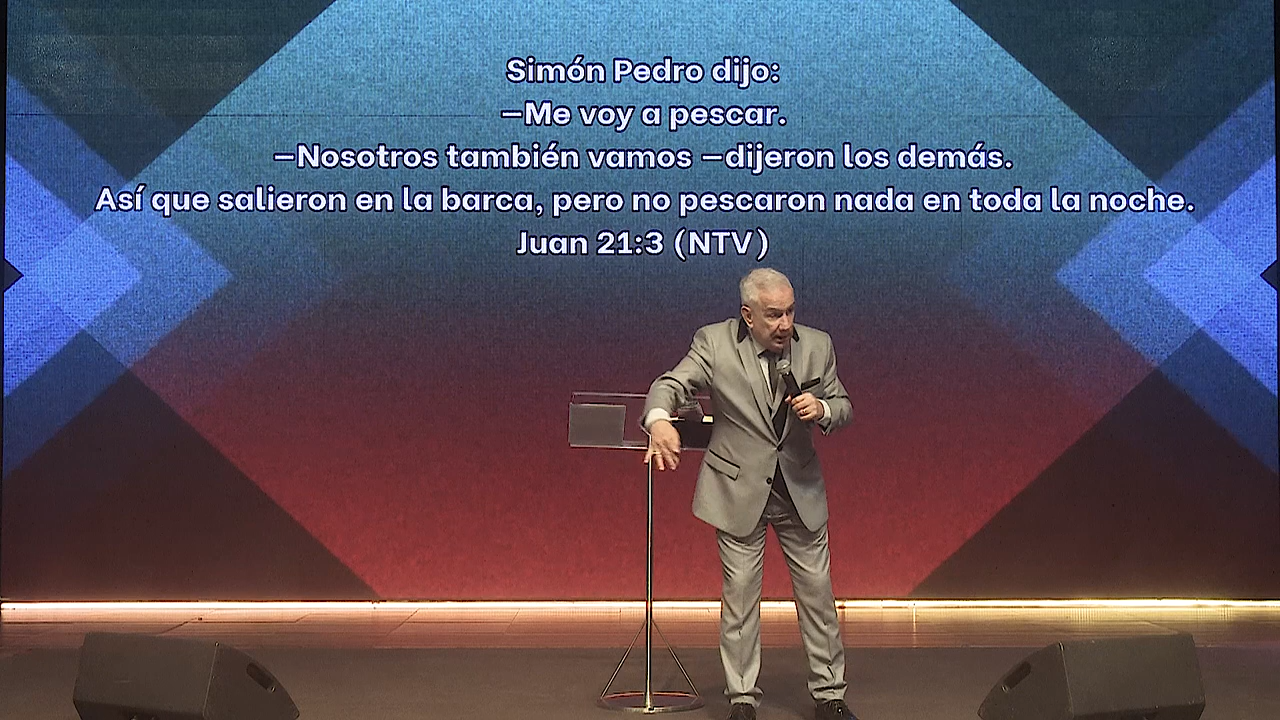 Simón Pedro dijo:
—Me voy a pescar.
—Nosotros también vamos —dijeron los demás.
Así que salieron en la barca, pero no pescaron nada en toda la noche.
Juan 21:3 (NTV)